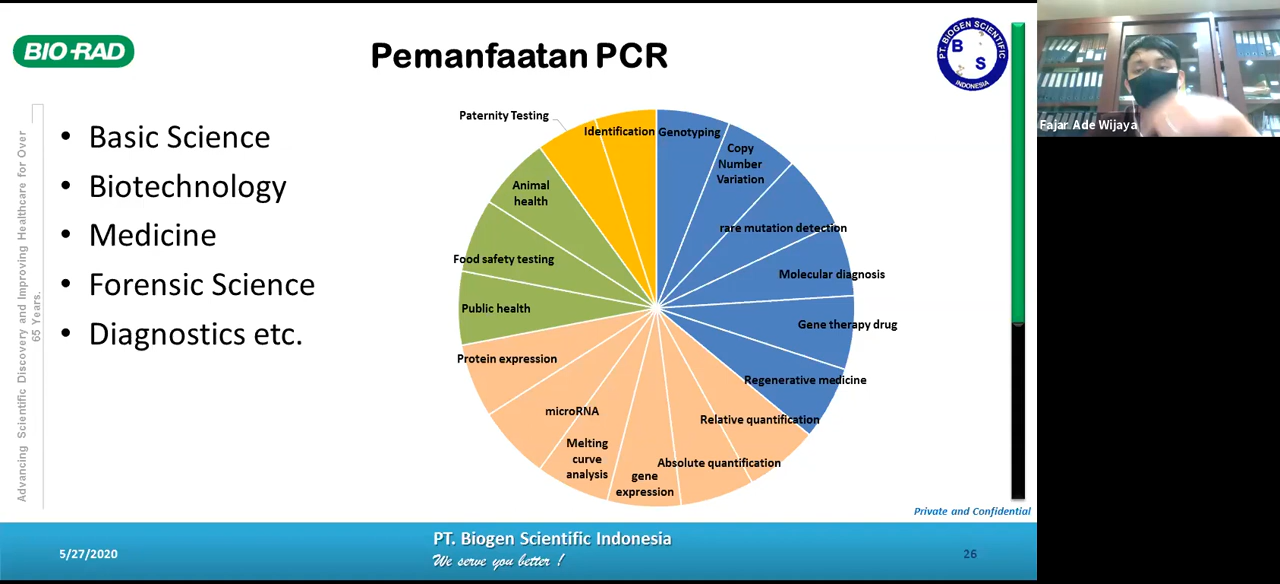 BIO-RAD
Pemanfaatan PCR
PT. BIOGEN SCIENTIFIC
B
S
INDONESIA
Fajar Ade Wijaya
Advancing Scientific Discovery and Improving Healthcare for Over
65 Years.
• Basic Science
• Biotechnology
• Medicine
• Forensic Science
• Diagnostics etc.
Paternity Testing
Identification
Genotyping
Copy
Number
Variation
rare mutation detection
Molecular diagnosis
Gene therapy drug
Regenerative medicine
Relative quantification
Absolute quantification
gene
expression
Melting
curve
analysis
microRNA
Protein expression
Public health
Food safety testing
Animal
health
Private and Confidential
5/27/2020
PT. Biogen Scientific Indonesia
We serve you better !
26